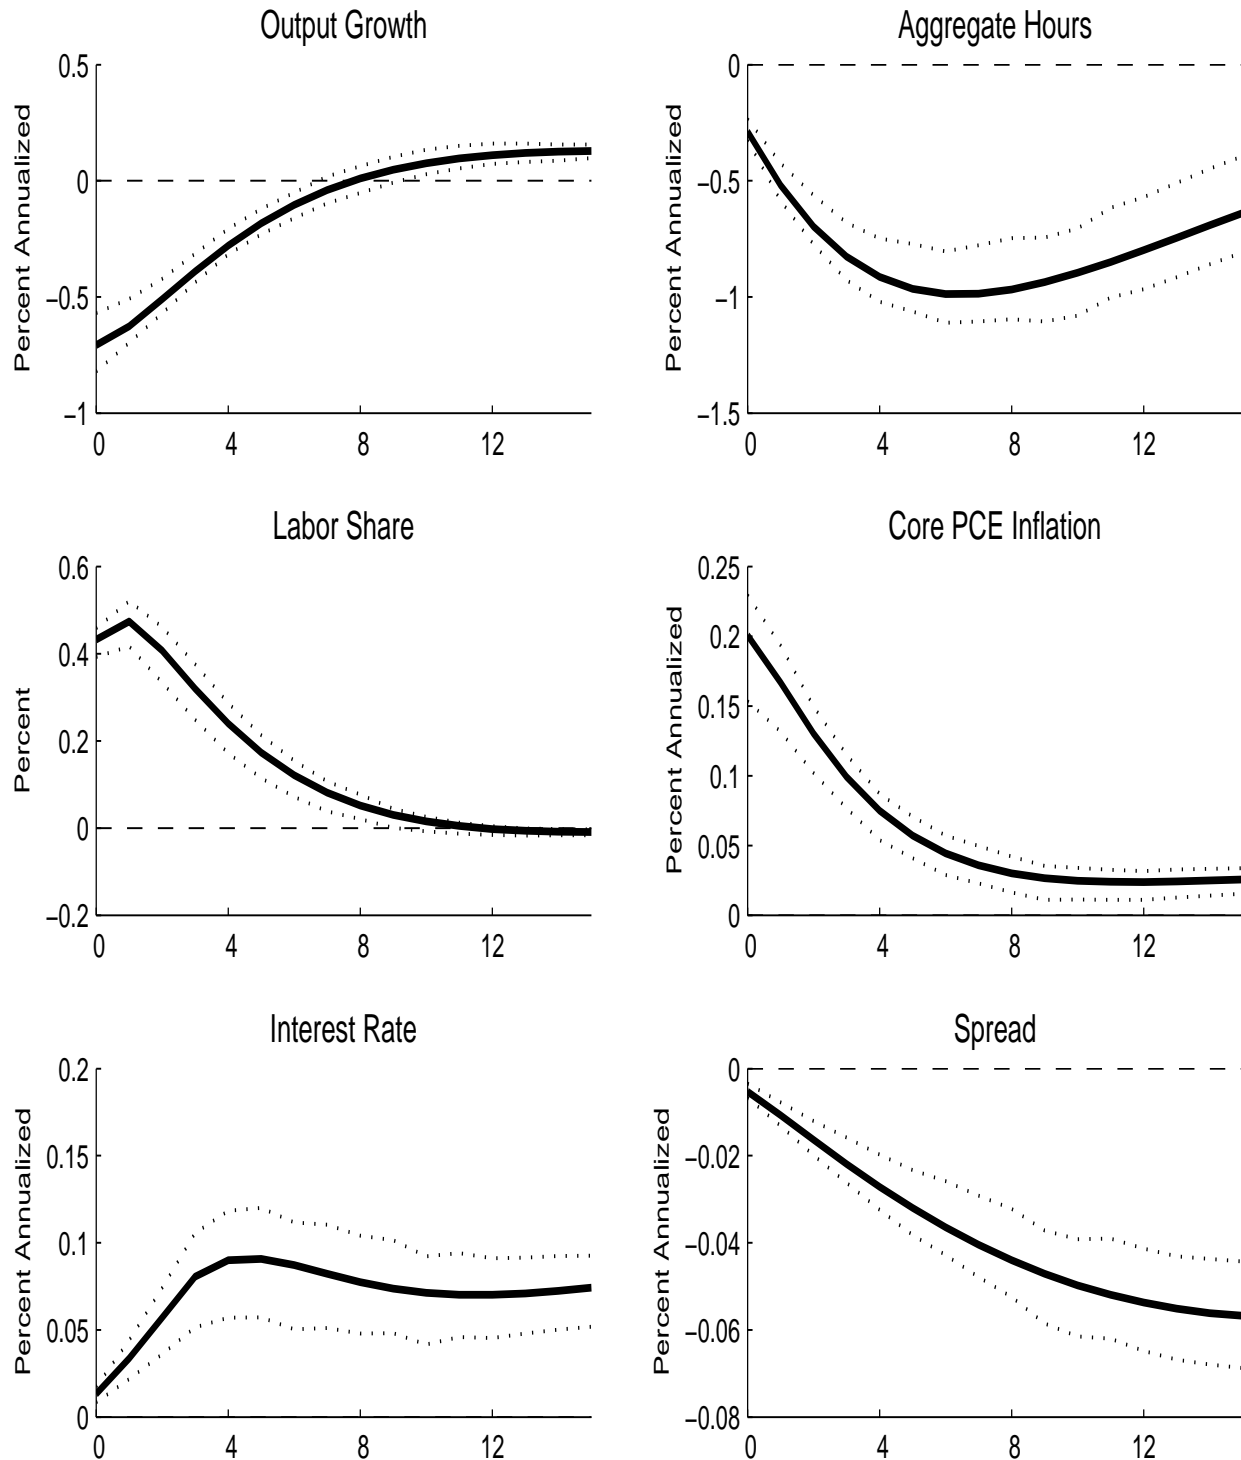 Output Growth
Percent Annualized
0.5
0
−0.5
−1
0 4 8 12
Aggregate Hours
Percent Annualized
0
−0.5
−1
−1.5
0 4 8 12
Labor Share
Percent
0.6
0.4
0.2
0
−0.2
0 4 8 12
Core PCE Inflation
Percent Annualized
0.25
0.2
0.15
0.1
0.05
0
0 4 8 12
Interest Rate
Percent Annualized
0.2
0.15
0.1
0.05
0
0 4 8 12
Spread
Percent Annualized
0
−0.02
−0.04
−0.06
−0.08
0 4 8 12